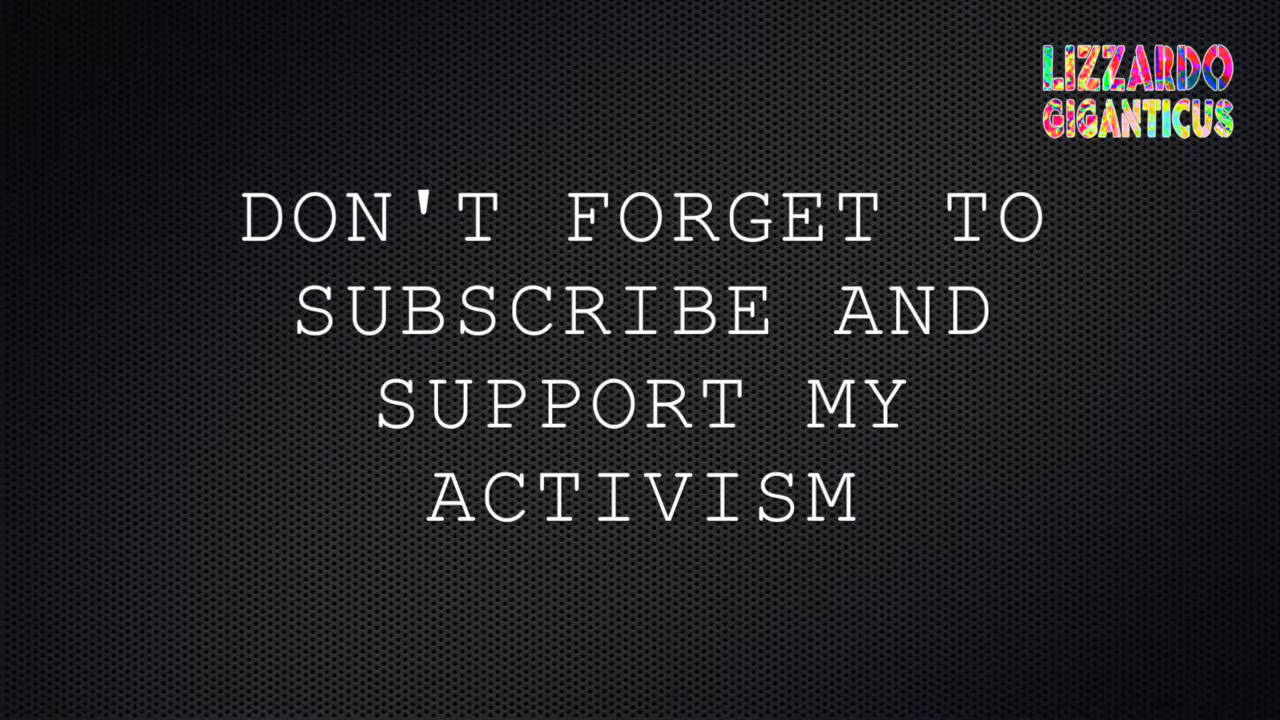 LIZZARDO
GIGANTICUS
DON'T FORGET TO
SUBSCRIBE AND
SUPPORT MY
ACTIVISM